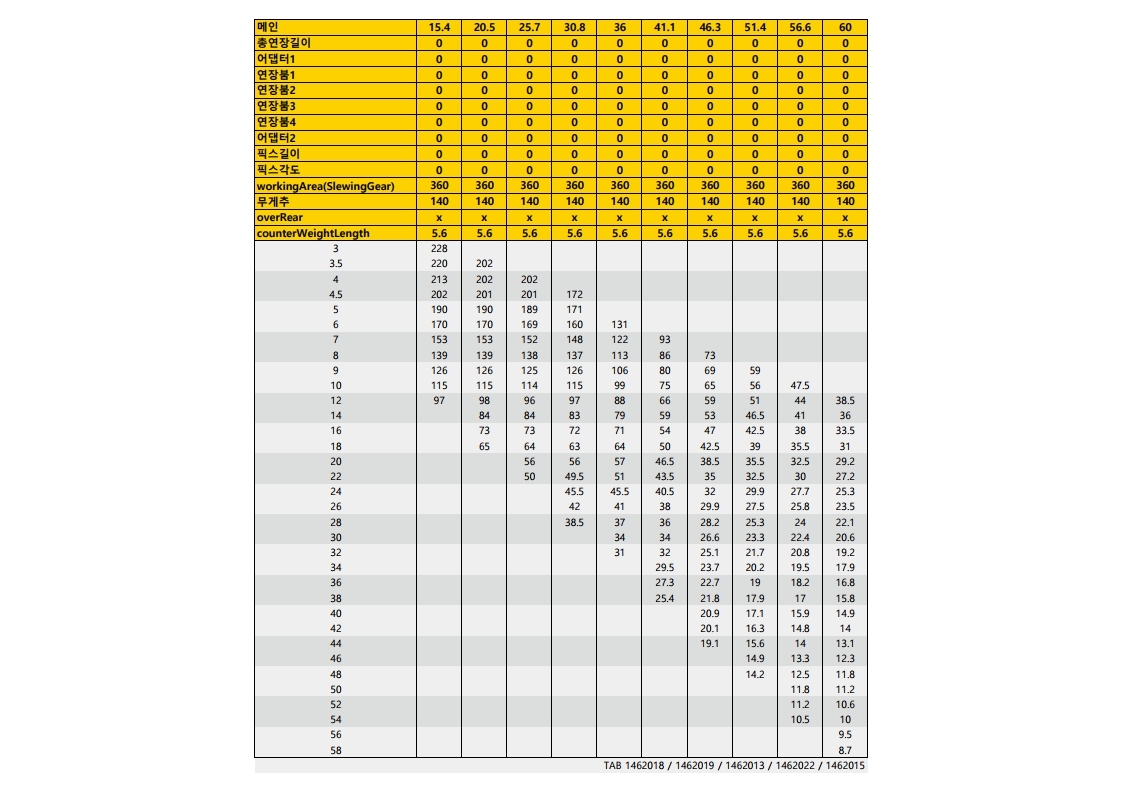 메인 15.4 20.5 25.7 30.8 36 41.1 46.3 51.4 56.6 60
총연장길이 0 0 0 0 0 0 0 0 0 0
어댑터1 0 0 0 0 0 0 0 0 0 0
연장붐1 0 0 0 0 0 0 0 0 0 0
연장붐2 0 0 0 0 0 0 0 0 0 0
연장붐3 0 0 0 0 0 0 0 0 0 0
연장붐4 0 0 0 0 0 0 0 0 0 0
어댑터2 0 0 0 0 0 0 0 0 0 0
픽스길이 0 0 0 0 0 0 0 0 0 0
픽스각도 0 0 0 0 0 0 0 0 0 0
workingArea(SlewingGear) 360 360 360 360 360 360 360 360 360 360
무게추 140 140 140 140 140 140 140 140 140 140
overRear x x x x x x x x x x
counterWeightLength 5.6 5.6 5.6 5.6 5.6 5.6 5.6 5.6 5.6 5.6
3 228
3.5 220 202
4 213 202 202
4.5 202 201 201 172
5 190 190 189 171
6 170 170 169 160 131
7 153 153 152 148 122 93
8 139 139 138 137 113 86 73
9 126 126 125 126 106 80 69 59
10 115 115 114 115 99 75 65 56 47.5
12 97 98 96 97 88 66 59 51 44 38.5
14 84 84 83 79 59 53 46.5 41 36
16 73 73 72 71 54 47 42.5 38 33.5
18 65 64 63 64 50 42.5 39 35.5 31
20 56 56 57 46.5 38.5 35.5 32.5 29.2
22 50 49.5 51 43.5 35 32.5 30 27.2
24 45.5 45.5 40.5 32 29.9 27.7 25.3
26 42 41 38 29.9 27.5 25.8 23.5
28 38.5 37 36 28.2 25.3 24 22.1
30 34 34 26.6 23.3 22.4 20.6
32 31 32 25.1 21.7 20.8 19.2
34 29.5 23.7 20.2 19.5 17.9
36 27.3 22.7 19 18.2 16.8
38 25.4 21.8 17.9 17 15.8
40 20.9 17.1 15.9 14.9
42 20.1 16.3 14.8 14
44 19.1 15.6 14 13.1
46 14.9 13.3 12.3
48 14.2 12.5 11.8
50 11.8 11.2
52 11.2 10.6
54 10.5 10
56 9.5
58 8.7
TAB 1462018 / 1462019 / 1462013 / 1462022 / 1462015